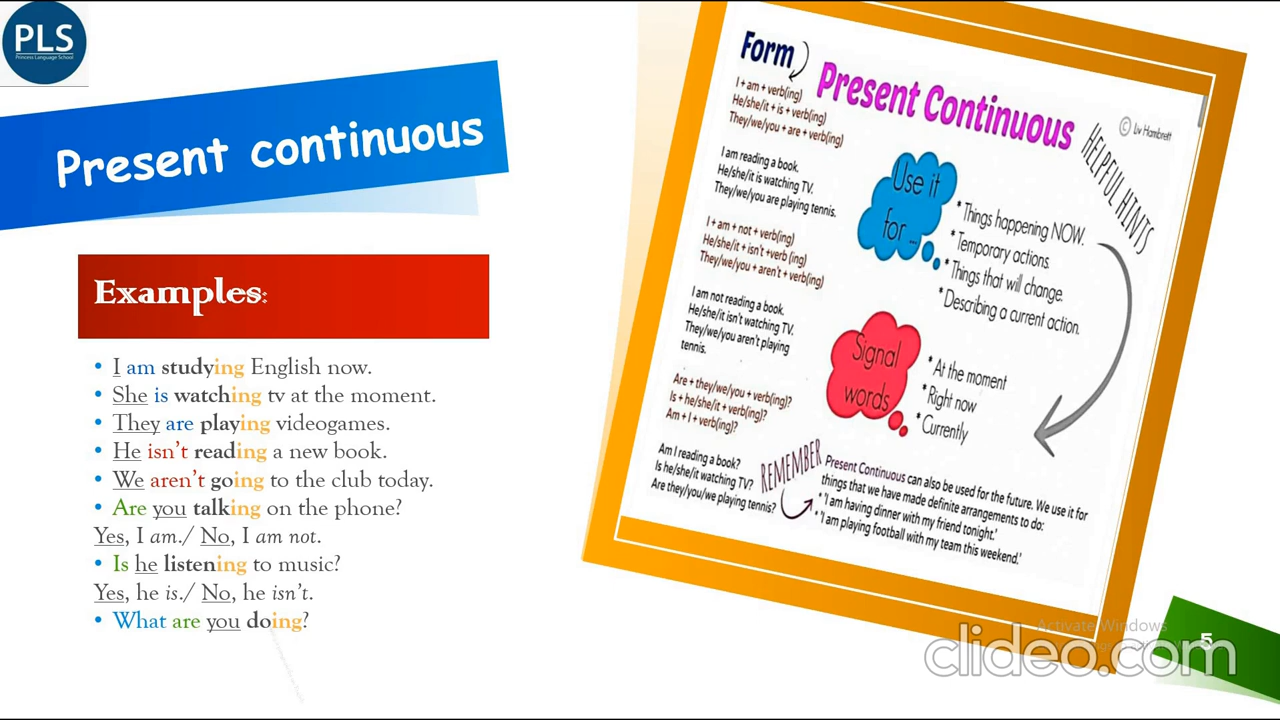 PLS
Princess Language School
Present continuous
Examples:
• I am studying English now.
• She is watching tv at the moment.
• They are playing videogames.
• He isn't reading a new book.
• We aren't going to the club today.
• Are you talking on the phone?
Yes, I am./ No, I am not.
• Is he listening to music?
Yes, he is./ No, he isn't.
• What are you doing?
Form
I + am + verb(ing)
He/she/it + is + verb(ing)
They/we/you + are + verb(ing)
I am reading a book.
He/she/it is watching TV.
They/we/you are playing tennis.
I + am + not + verb(ing)
He/she/it + isn't +verb (ing)
They/we/you + aren't + verb(ing)
I am not reading a book.
He/she/it isn't watching TV.
They/we/you aren't playing
tennis.
Are + they/we/you + verb(ing)?
Is + he/she/it + verb(ing)?
Am + I + verb(ing)?
Am I reading a book?
Is he/she/it watching TV?
Are they/you/we playing tennis?
Present Continuous
© Liv Hambrett
HELPFUL HINTS
Use it
for ...
* Things happening NOW.
* Temporary actions.
* Things that will change.
* Describing a current action.
Signal
words
* At the moment
* Right now
* Currently
REMEMBER
Present Continuous can also be used for the future. We use it for
things that we have made definite arrangements to do:
* 'I am having dinner with my friend tonight.'
* 'I am playing football with my team this weekend.'
Activate Windows
clideo.com
5